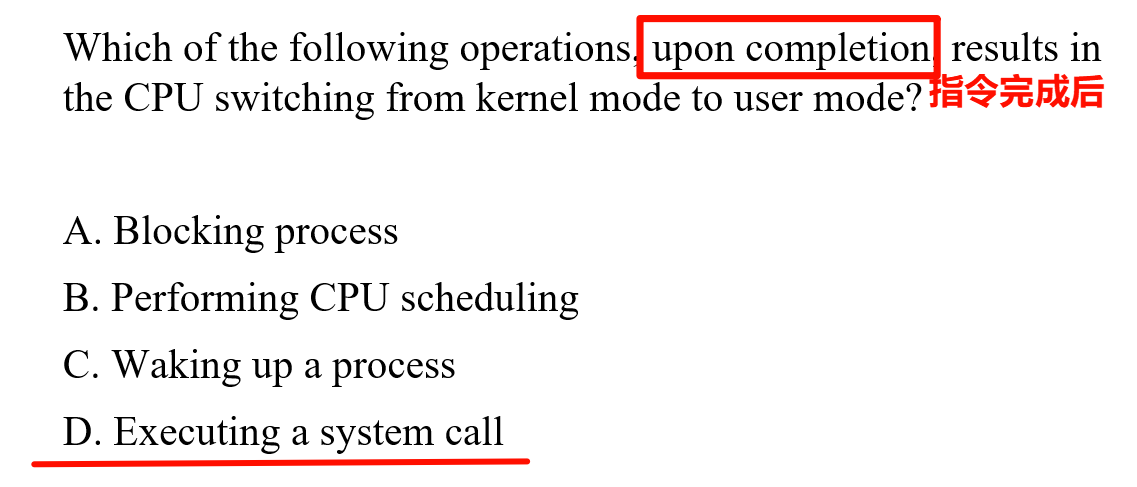 Which of the following operations, upon completion, results in
the CPU switching from kernel mode to user mode? 指令完成后
A. Blocking process
B. Performing CPU scheduling
C. Waking up a process
D. Executing a system call